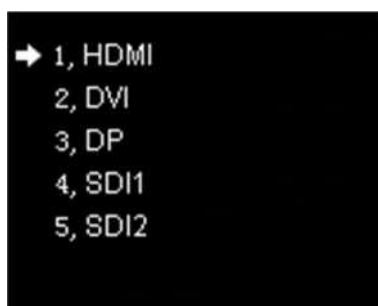 1, HDMI
2, DVI
3, DP
4, SDI1
5, SDI2